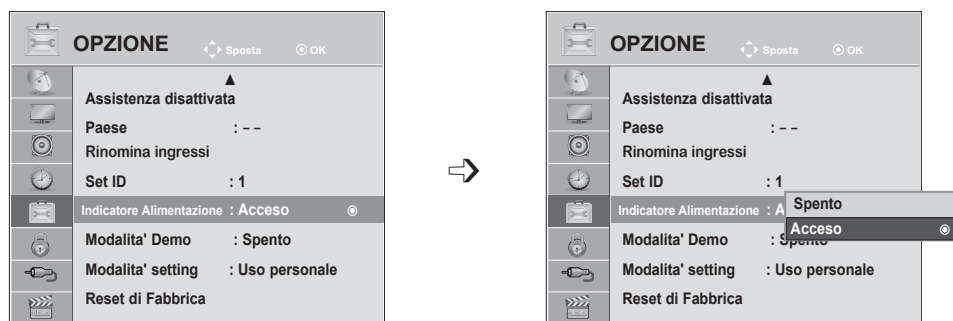 OPZIONE Sposta OK
Assistenza disattivata
Paese : – –
Rinomina ingressi
Set ID : 1
Indicatore Alimentazione : Acceso
Modalita' Demo : Spento
Modalita' setting : Uso personale
Reset di Fabbrica
OPZIONE Sposta OK
Assistenza disattivata
Paese : – –
Rinomina ingressi
Set ID : 1
Spento
Indicatore Alimentazione : A
Acceso
Modalita' Demo : Spento
Modalita' setting : Uso personale
Reset di Fabbrica